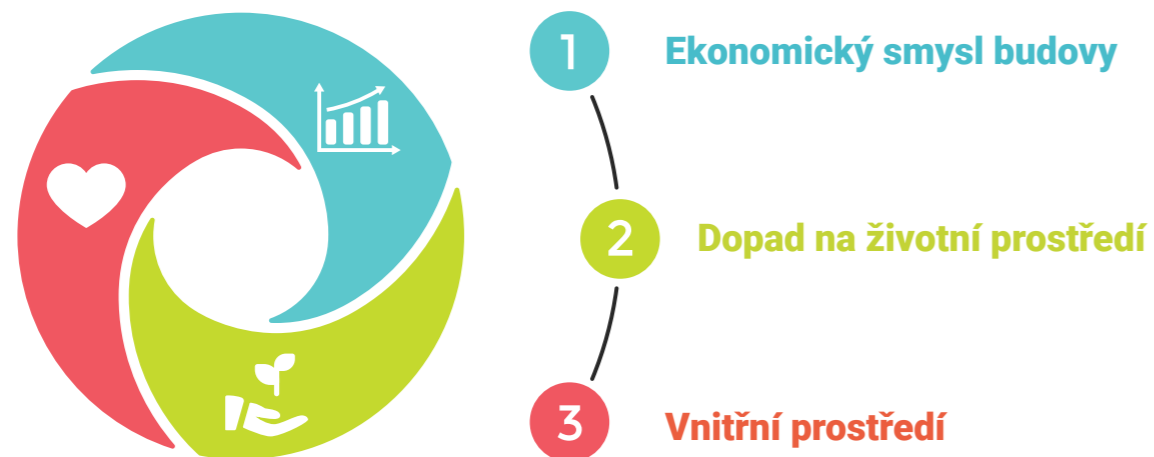 1 Ekonomický smysl budovy
2 Dopad na životní prostředí
3 Vnitřní prostředí